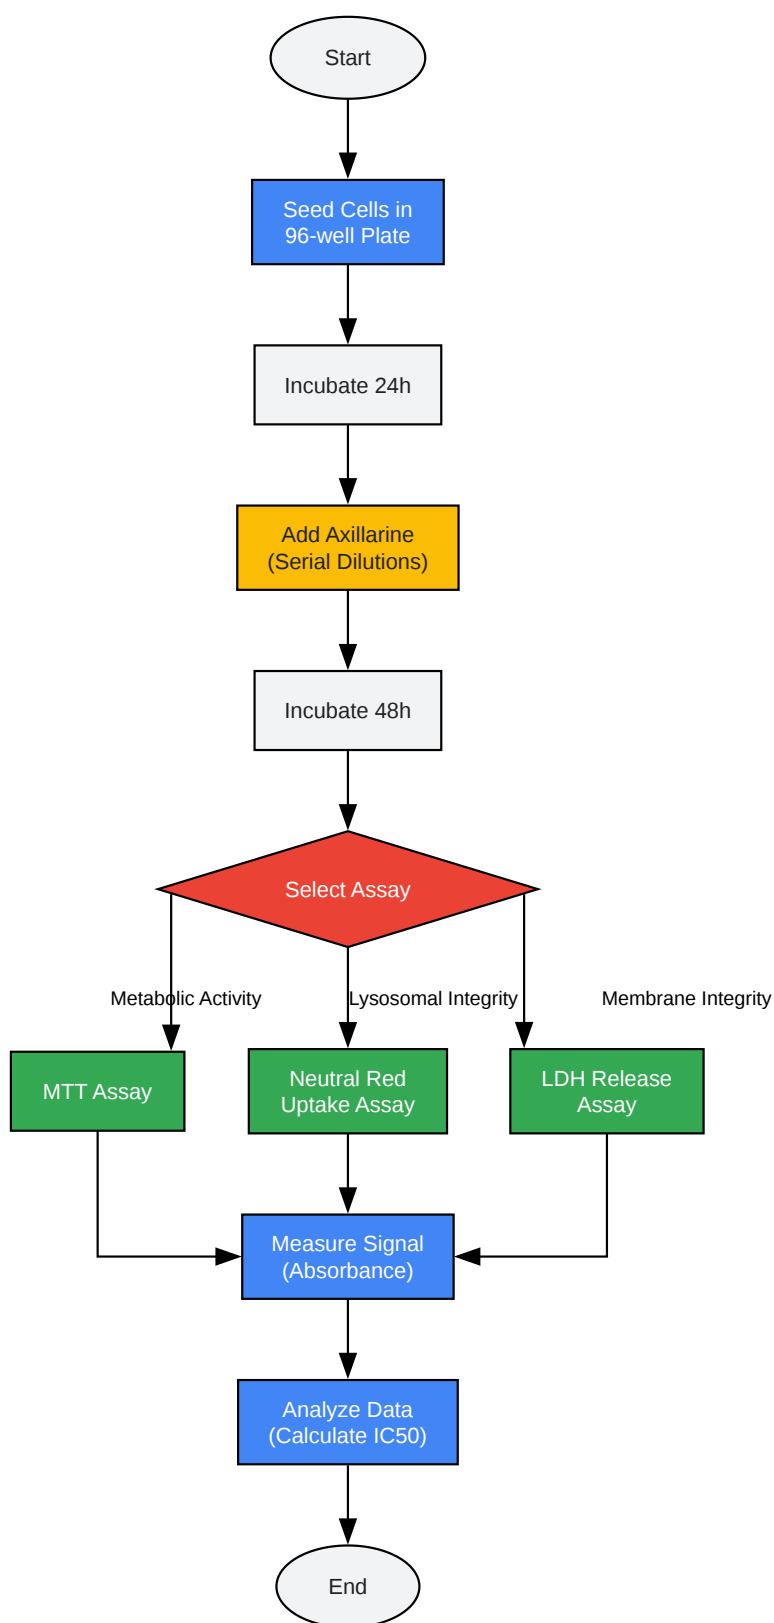 Start
Seed Cells in
96-well Plate
Incubate 24h
Add Axillarine
(Serial Dilutions)
Incubate 48h
Select Assay
Metabolic Activity
Lysosomal Integrity
Membrane Integrity
MTT Assay
Neutral Red
Uptake Assay
LDH Release
Assay
Measure Signal
(Absorbance)
Analyze Data
(Calculate IC50)
End